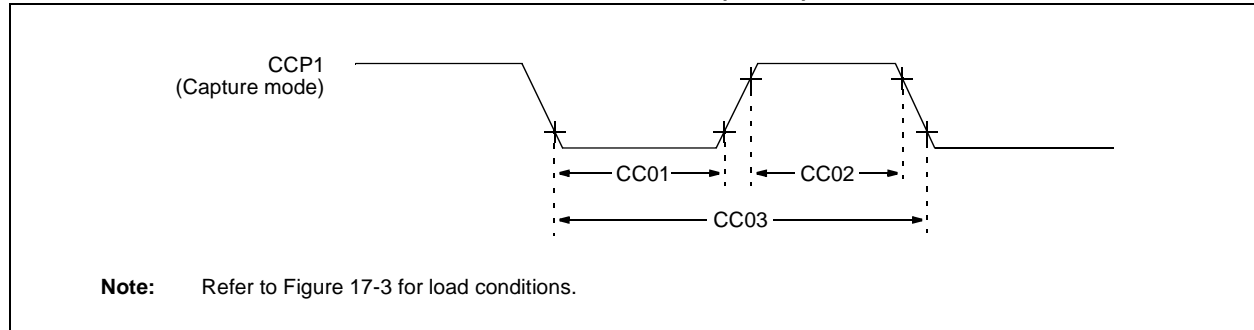 CCP1
(Capture mode)
CC01
CC02
CC03
Note: Refer to Figure 17-3 for load conditions.